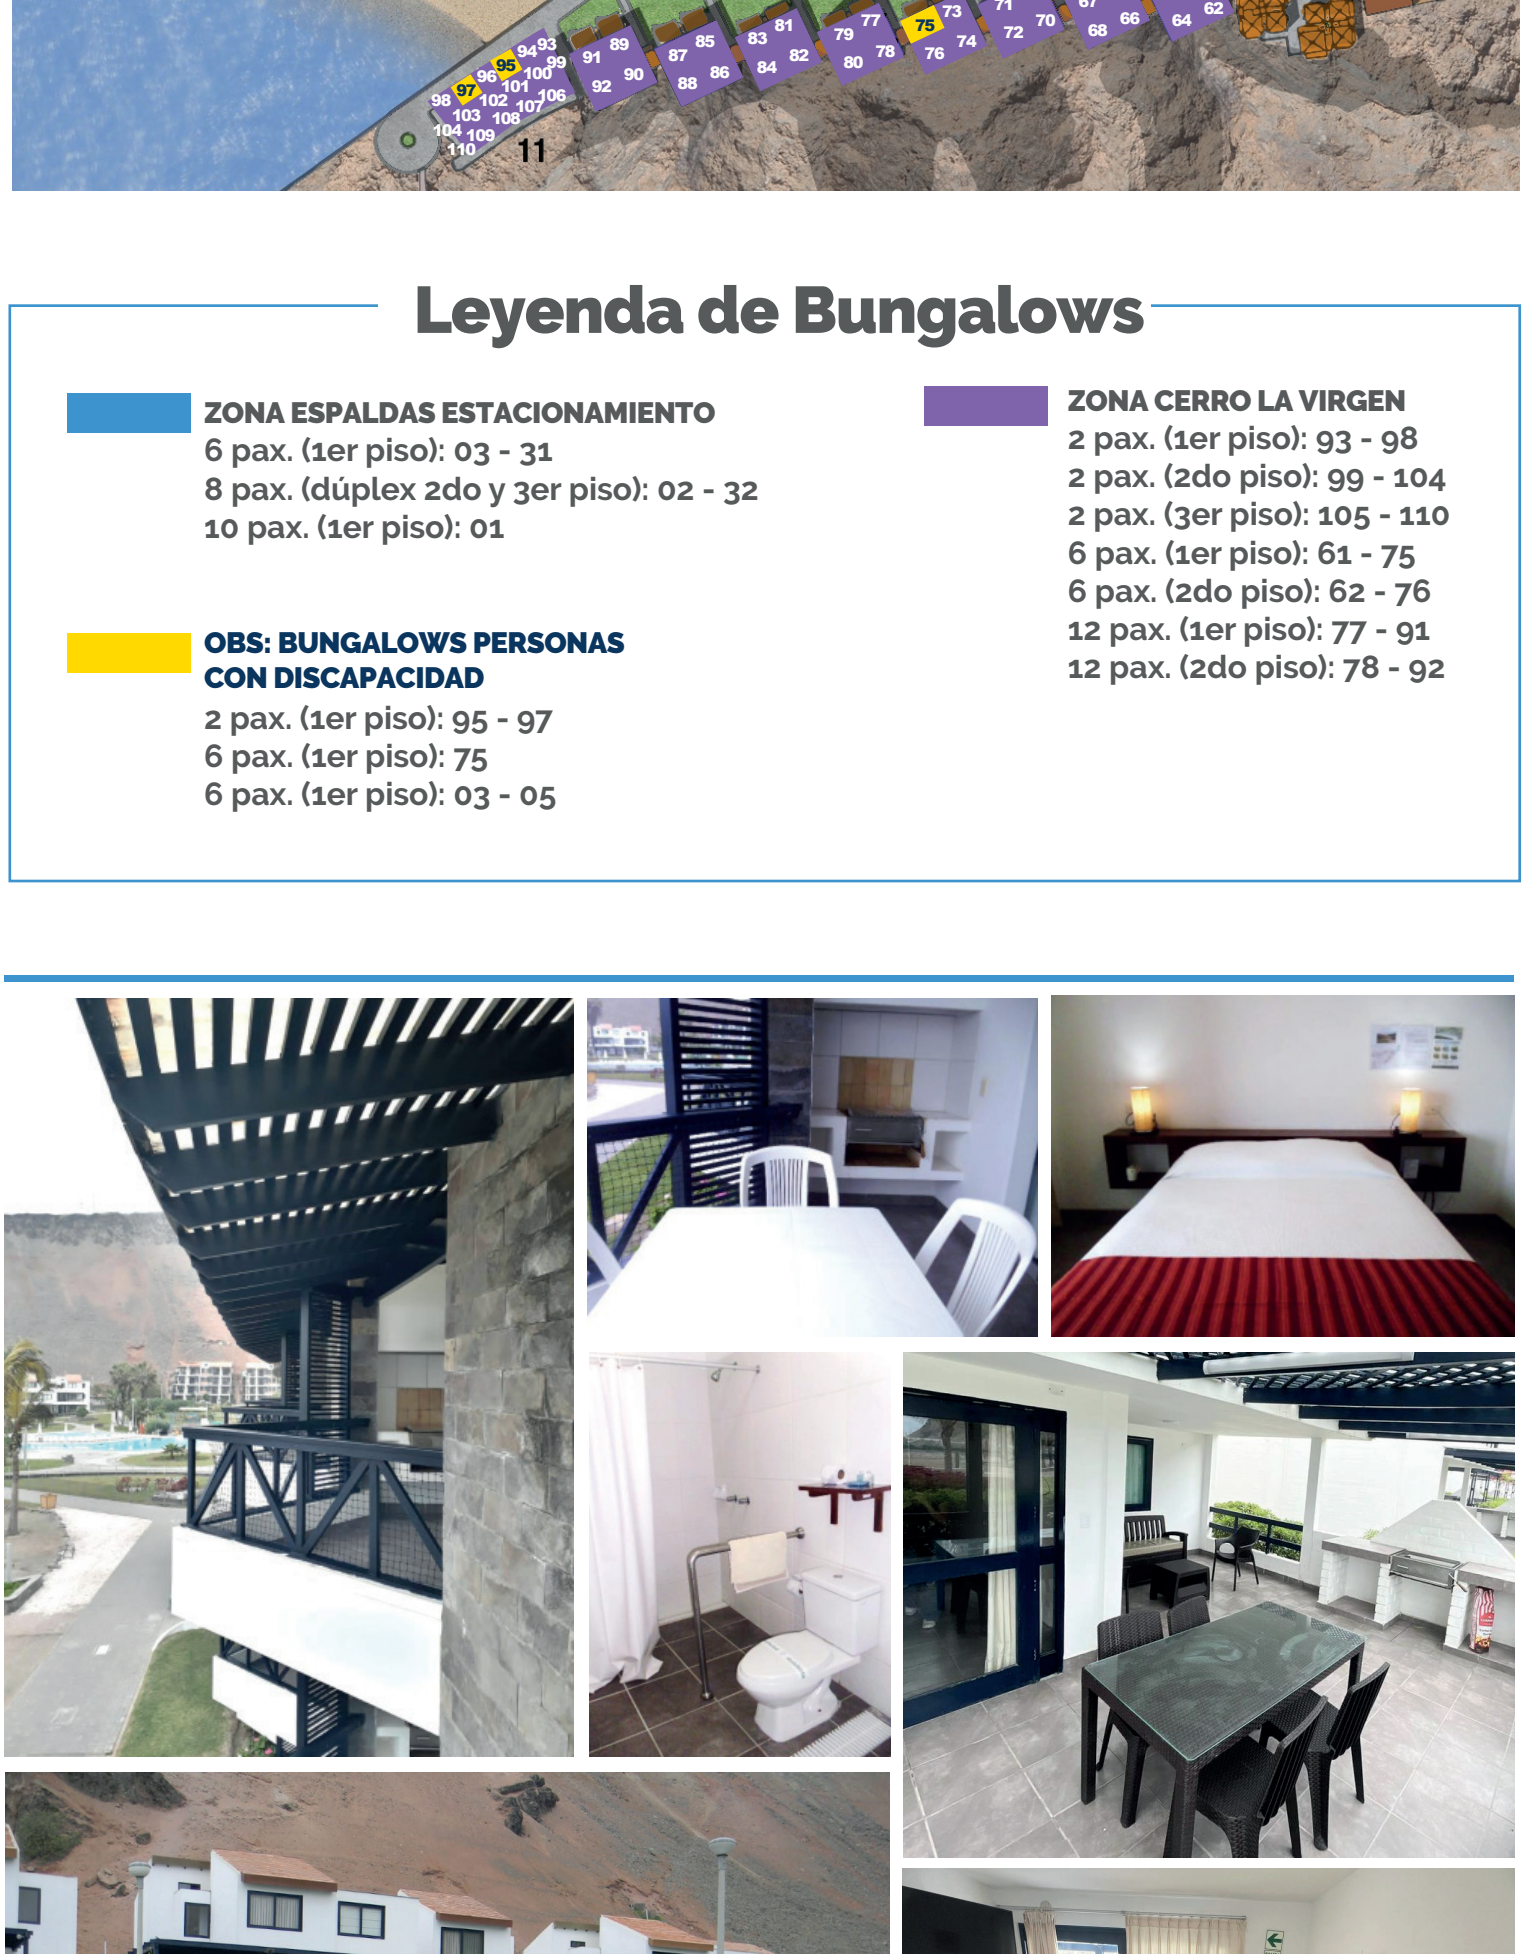 81
77
73
71
67
62
93
89
85
83
79
75
70
66
64
94
91
87
82
78
74
72
68
95
99
76
96
100
90
86
84
80
97
101
92
88
98
102
107
106
103
108
104
109
110
11
Leyenda de Bungalows
ZONA ESPALDAS ESTACIONAMIENTO
6 pax. (1er piso): 03 - 31
8 pax. (dúplex 2do y 3er piso): 02 - 32
10 pax. (1er piso): 01
OBS: BUNGALOWS PERSONAS
CON DISCAPACIDAD
2 pax. (1er piso): 95 - 97
6 pax. (1er piso): 75
6 pax. (1er piso): 03 - 05
ZONA CERRO LA VIRGEN
2 pax. (1er piso): 93 - 98
2 pax. (2do piso): 99 - 104
2 pax. (3er piso): 105 - 110
6 pax. (1er piso): 61 - 75
6 pax. (2do piso): 62 - 76
12 pax. (1er piso): 77 - 91
12 pax. (2do piso): 78 - 92